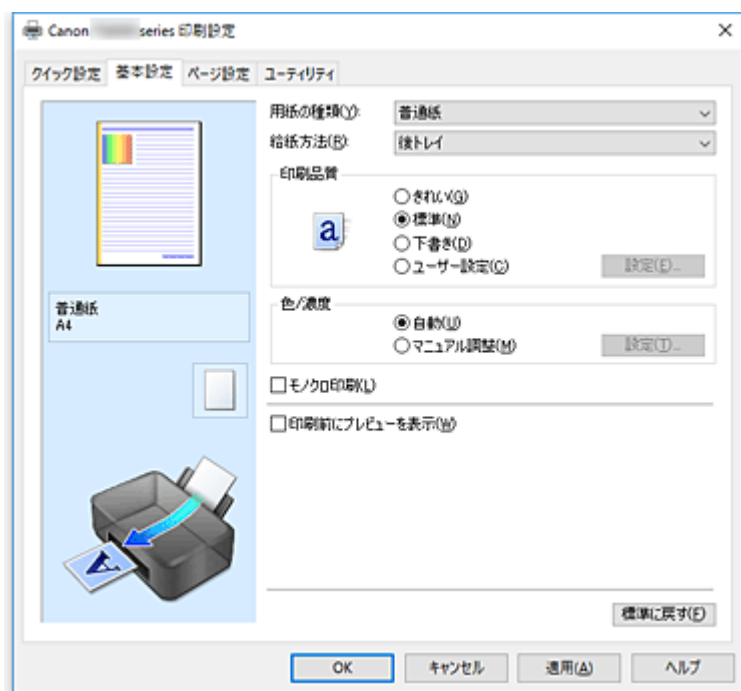 Canon series 印刷設定
クイック設定 基本設定 ページ設定 ユーティリティ
用紙の種類(Y): 普通紙
給紙方法(R): 後トレイ
印刷品質
a
きれい(G)
標準(N)
下書き(D)
ユーザー設定(C) 設定(E)...
普通紙
A4
色/濃度
自動(U)
マニュアル調整(M) 設定(T)...
モノクロ印刷(L)
印刷前にプレビューを表示(W)
A
標準に戻す(F)
OK キャンセル 適用(A) ヘルプ